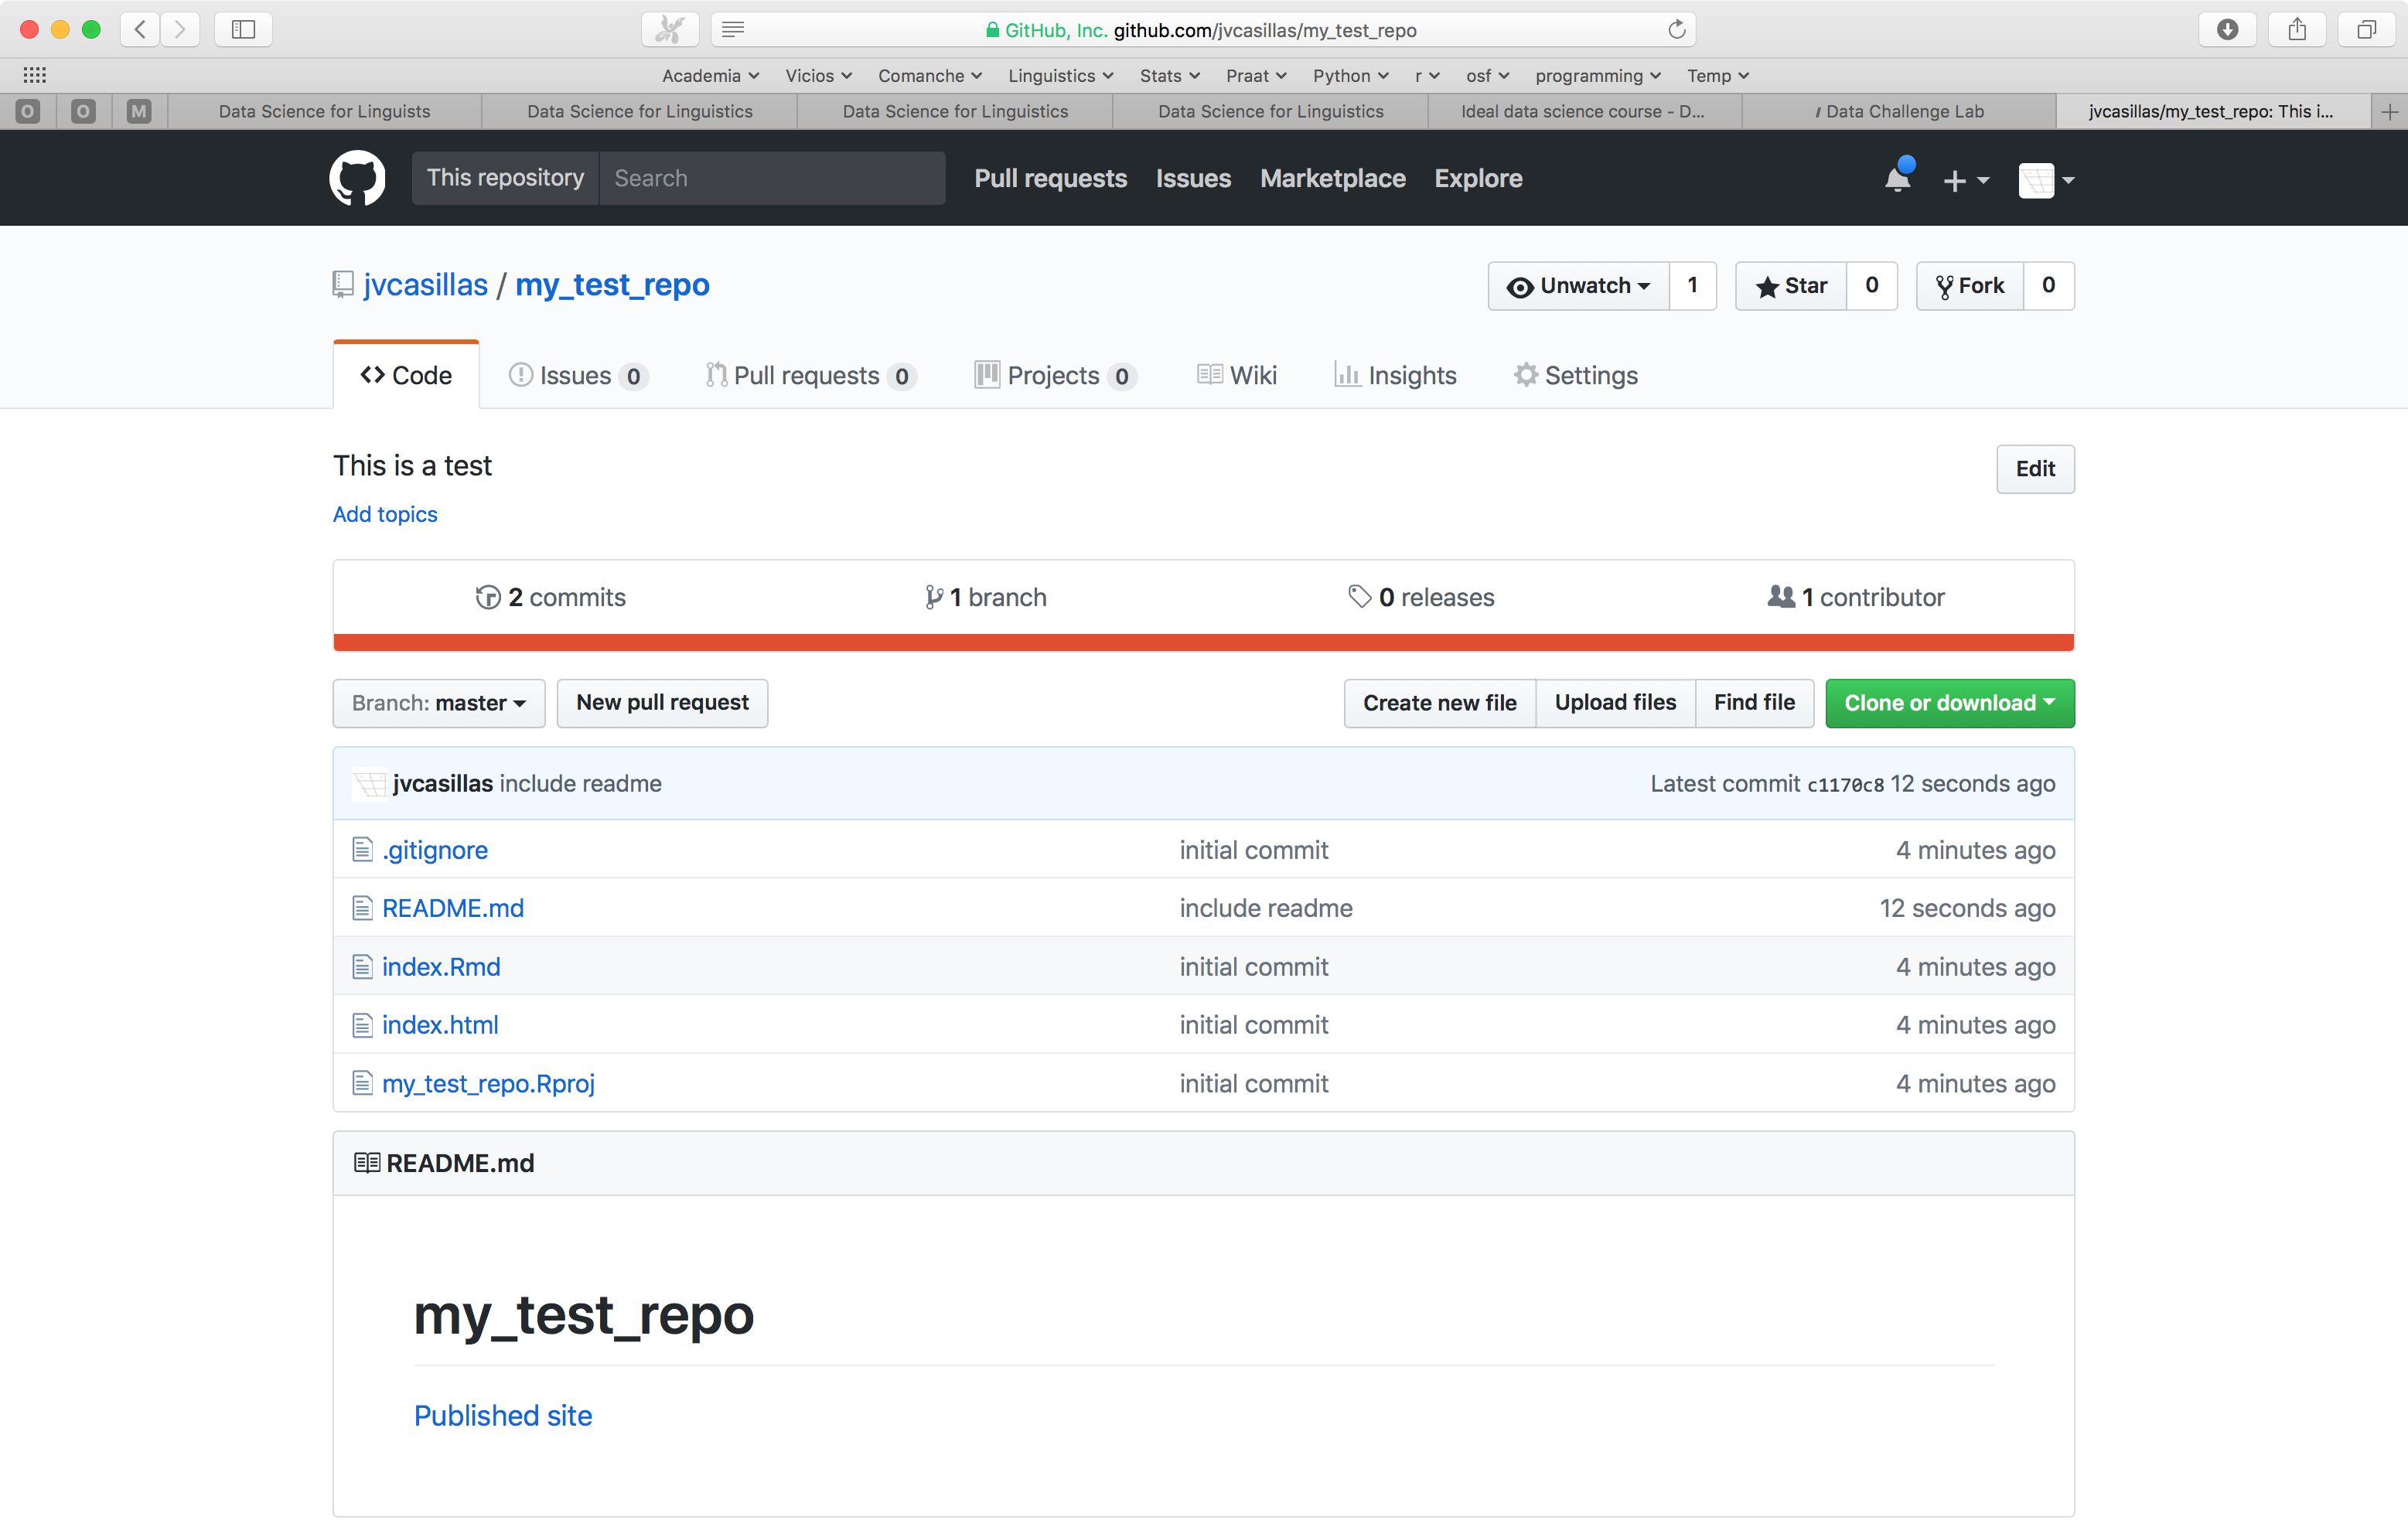 GitHub, Inc. github.com/jvcasillas/my_test_repo
Academia Vicios Comanche Linguistics Stats Praat Python r osf programming Temp
O O M Data Science for Linguists Data Science for Linguistics Data Science for Linguistics Data Science for Linguistics Ideal data science course - D... Data Challenge Lab jvcasillas/my_test_repo: This i...
This repository Search Pull requests Issues Marketplace Explore
jvcasillas / my_test_repo Unwatch 1 Star 0 Fork 0
Code Issues 0 Pull requests 0 Projects 0 Wiki Insights Settings
This is a test Edit
Add topics
2 commits 1 branch 0 releases 1 contributor
Branch: master New pull request Create new file Upload files Find file Clone or download
jvcasillas include readme Latest commit c1170c8 12 seconds ago
.gitignore initial commit 4 minutes ago
README.md include readme 12 seconds ago
index.Rmd initial commit 4 minutes ago
index.html initial commit 4 minutes ago
my_test_repo.Rproj initial commit 4 minutes ago
README.md
my_test_repo
Published site